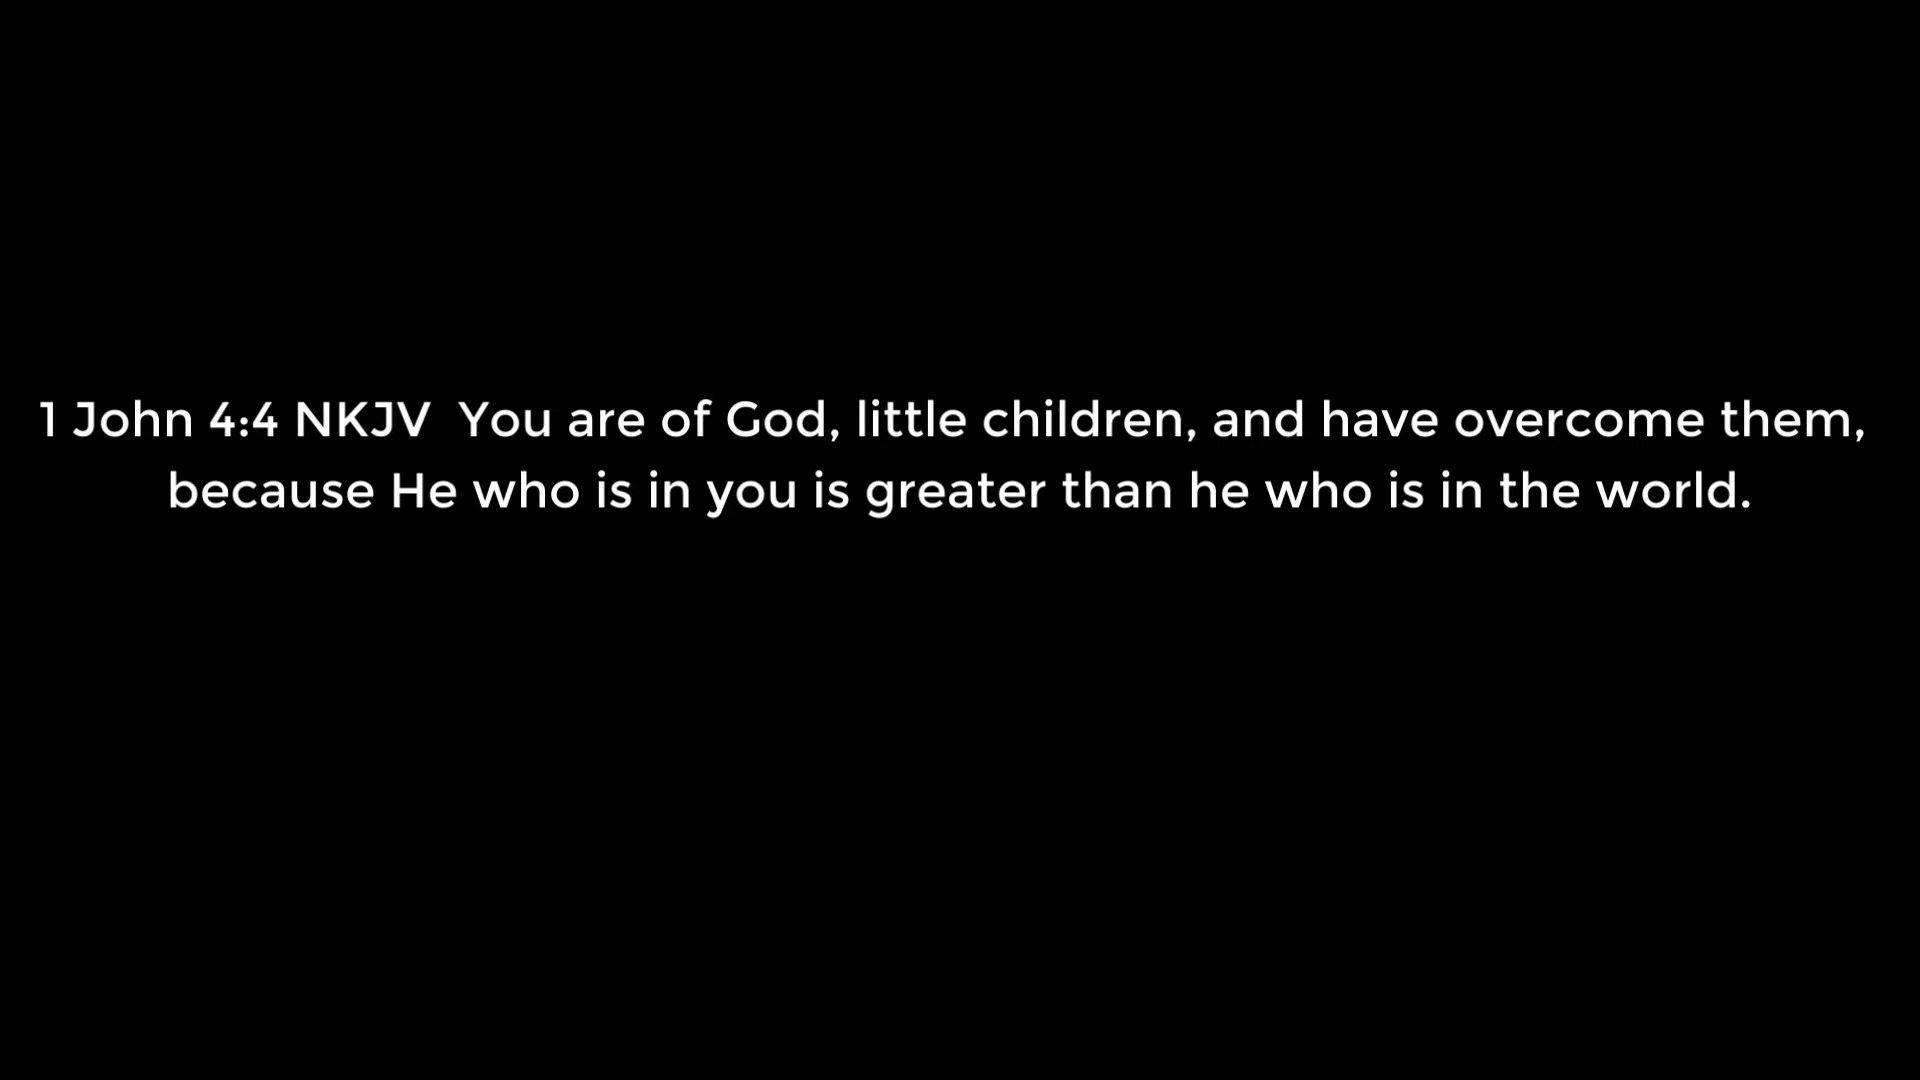 1 John 4:4 NKJV  You are of God, little children, and have overcome them,
because He who is in you is greater than he who is in the world.